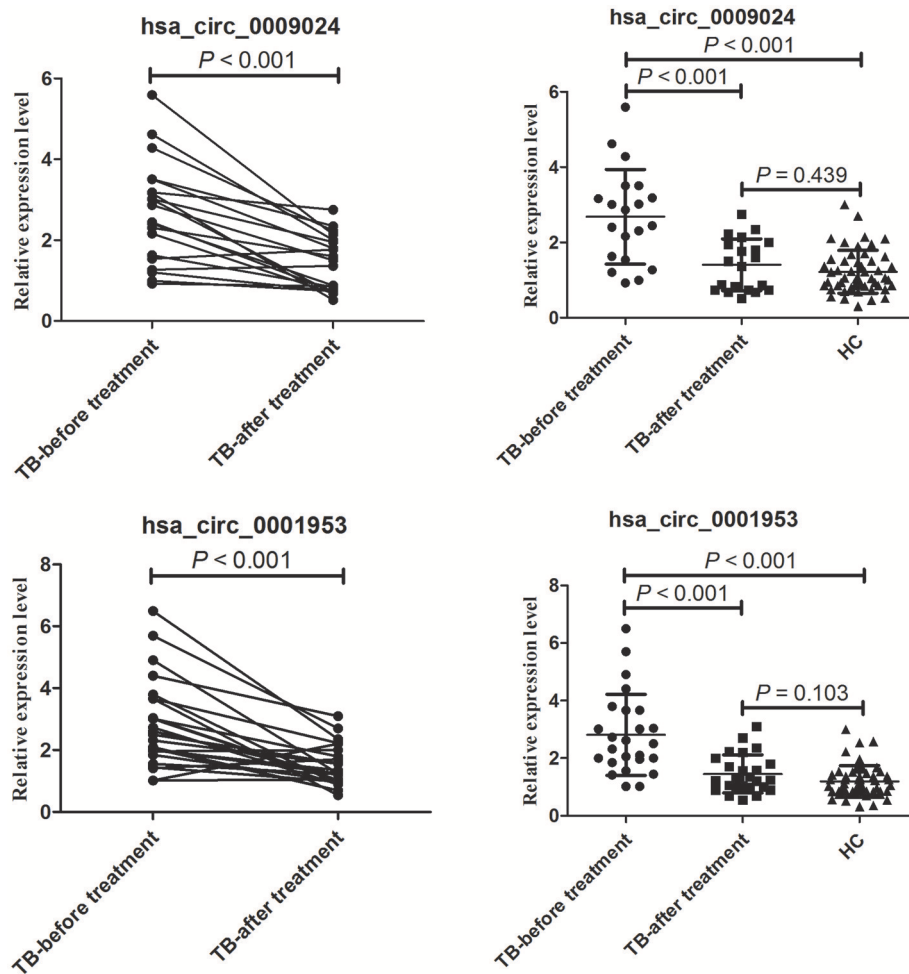 hsa_circ_0009024
P < 0.001
Relative expression level
6
4
2
0
TB-before treatment
TB-after treatment
hsa_circ_0009024
P < 0.001
P < 0.001
P = 0.439
Relative expression level
6
4
2
0
TB-before treatment
TB-after treatment
HC
hsa_circ_0001953
P < 0.001
Relative expression level
8
6
4
2
0
TB-before treatment
TB-after treatment
hsa_circ_0001953
P < 0.001
P < 0.001
P = 0.103
Relative expression level
8
6
4
2
0
TB-before treatment
TB-after treatment
HC